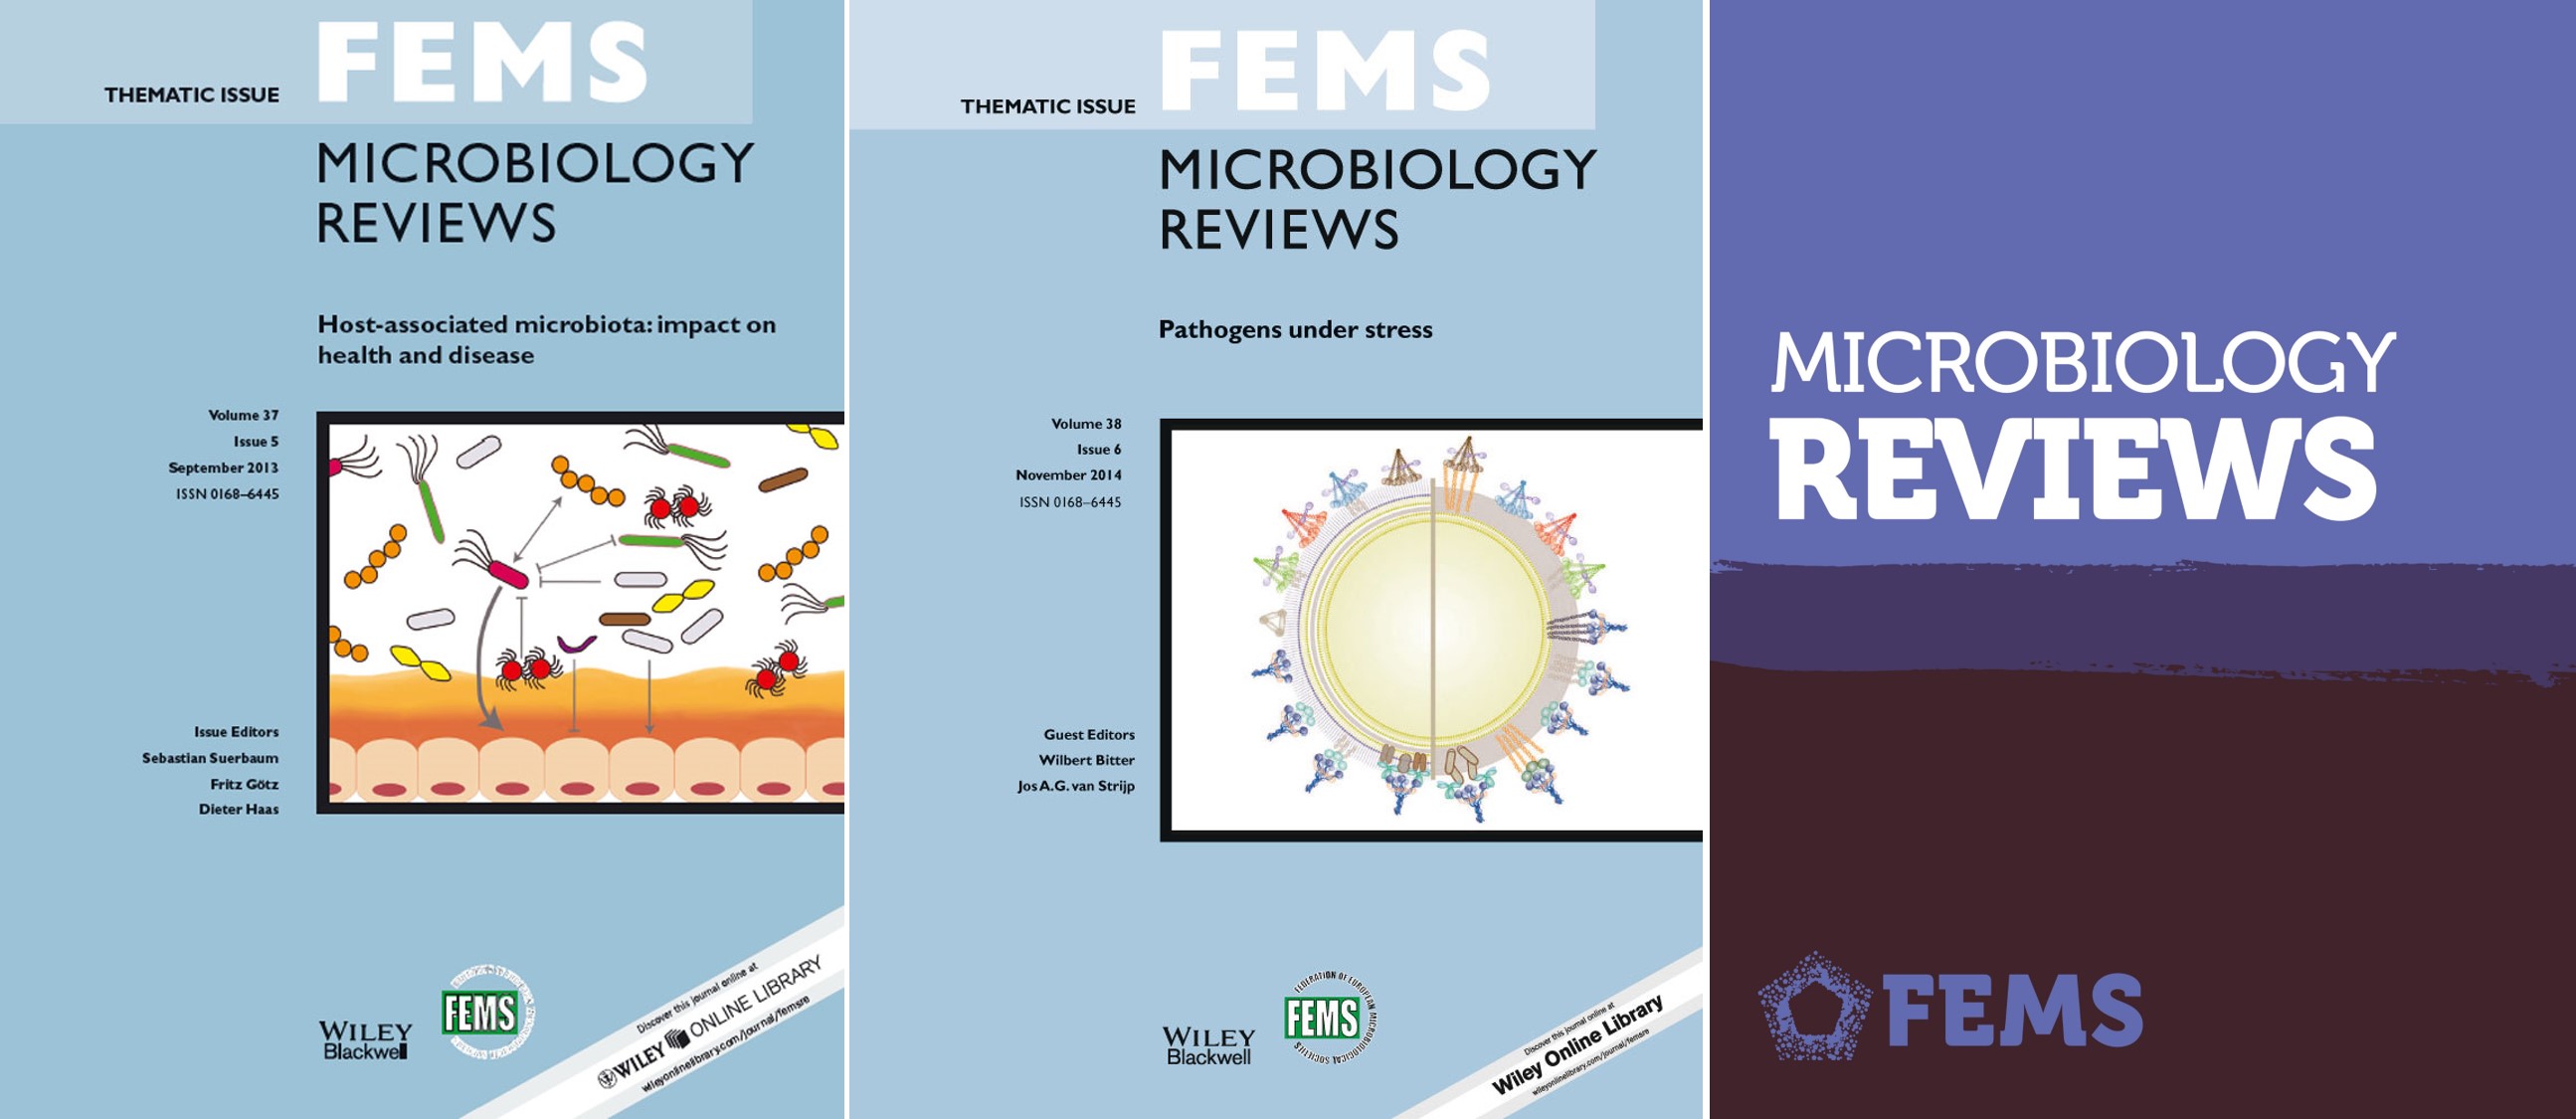 THEMATIC ISSUE
FEMS
MICROBIOLOGY
REVIEWS
Host-associated microbiota: impact on
health and disease
Volume 37
Issue 5
September 2013
ISSN 0168–6445
Issue Editors
Sebastian Suerbaum
Fritz Götz
Dieter Haas
WILEY
Blackwell
FEMS
Discover this journal online at
WILEY ONLINE LIBRARY
wileyonlinelibrary.com/journal/femsre
THEMATIC ISSUE
FEMS
MICROBIOLOGY
REVIEWS
Pathogens under stress
Volume 38
Issue 6
November 2014
ISSN 0168–6445
Guest Editors
Wilbert Bitter
Jos A.G. van Strijp
WILEY
Blackwell
FEDERATION OF EUROPEAN MICROBIOLOGICAL SOCIETIES
FEMS
Discover this journal online at
Wiley Online Library
wileyonlinelibrary.com/journal/femsre
MICROBIOLOGY
REVIEWS
FEMS